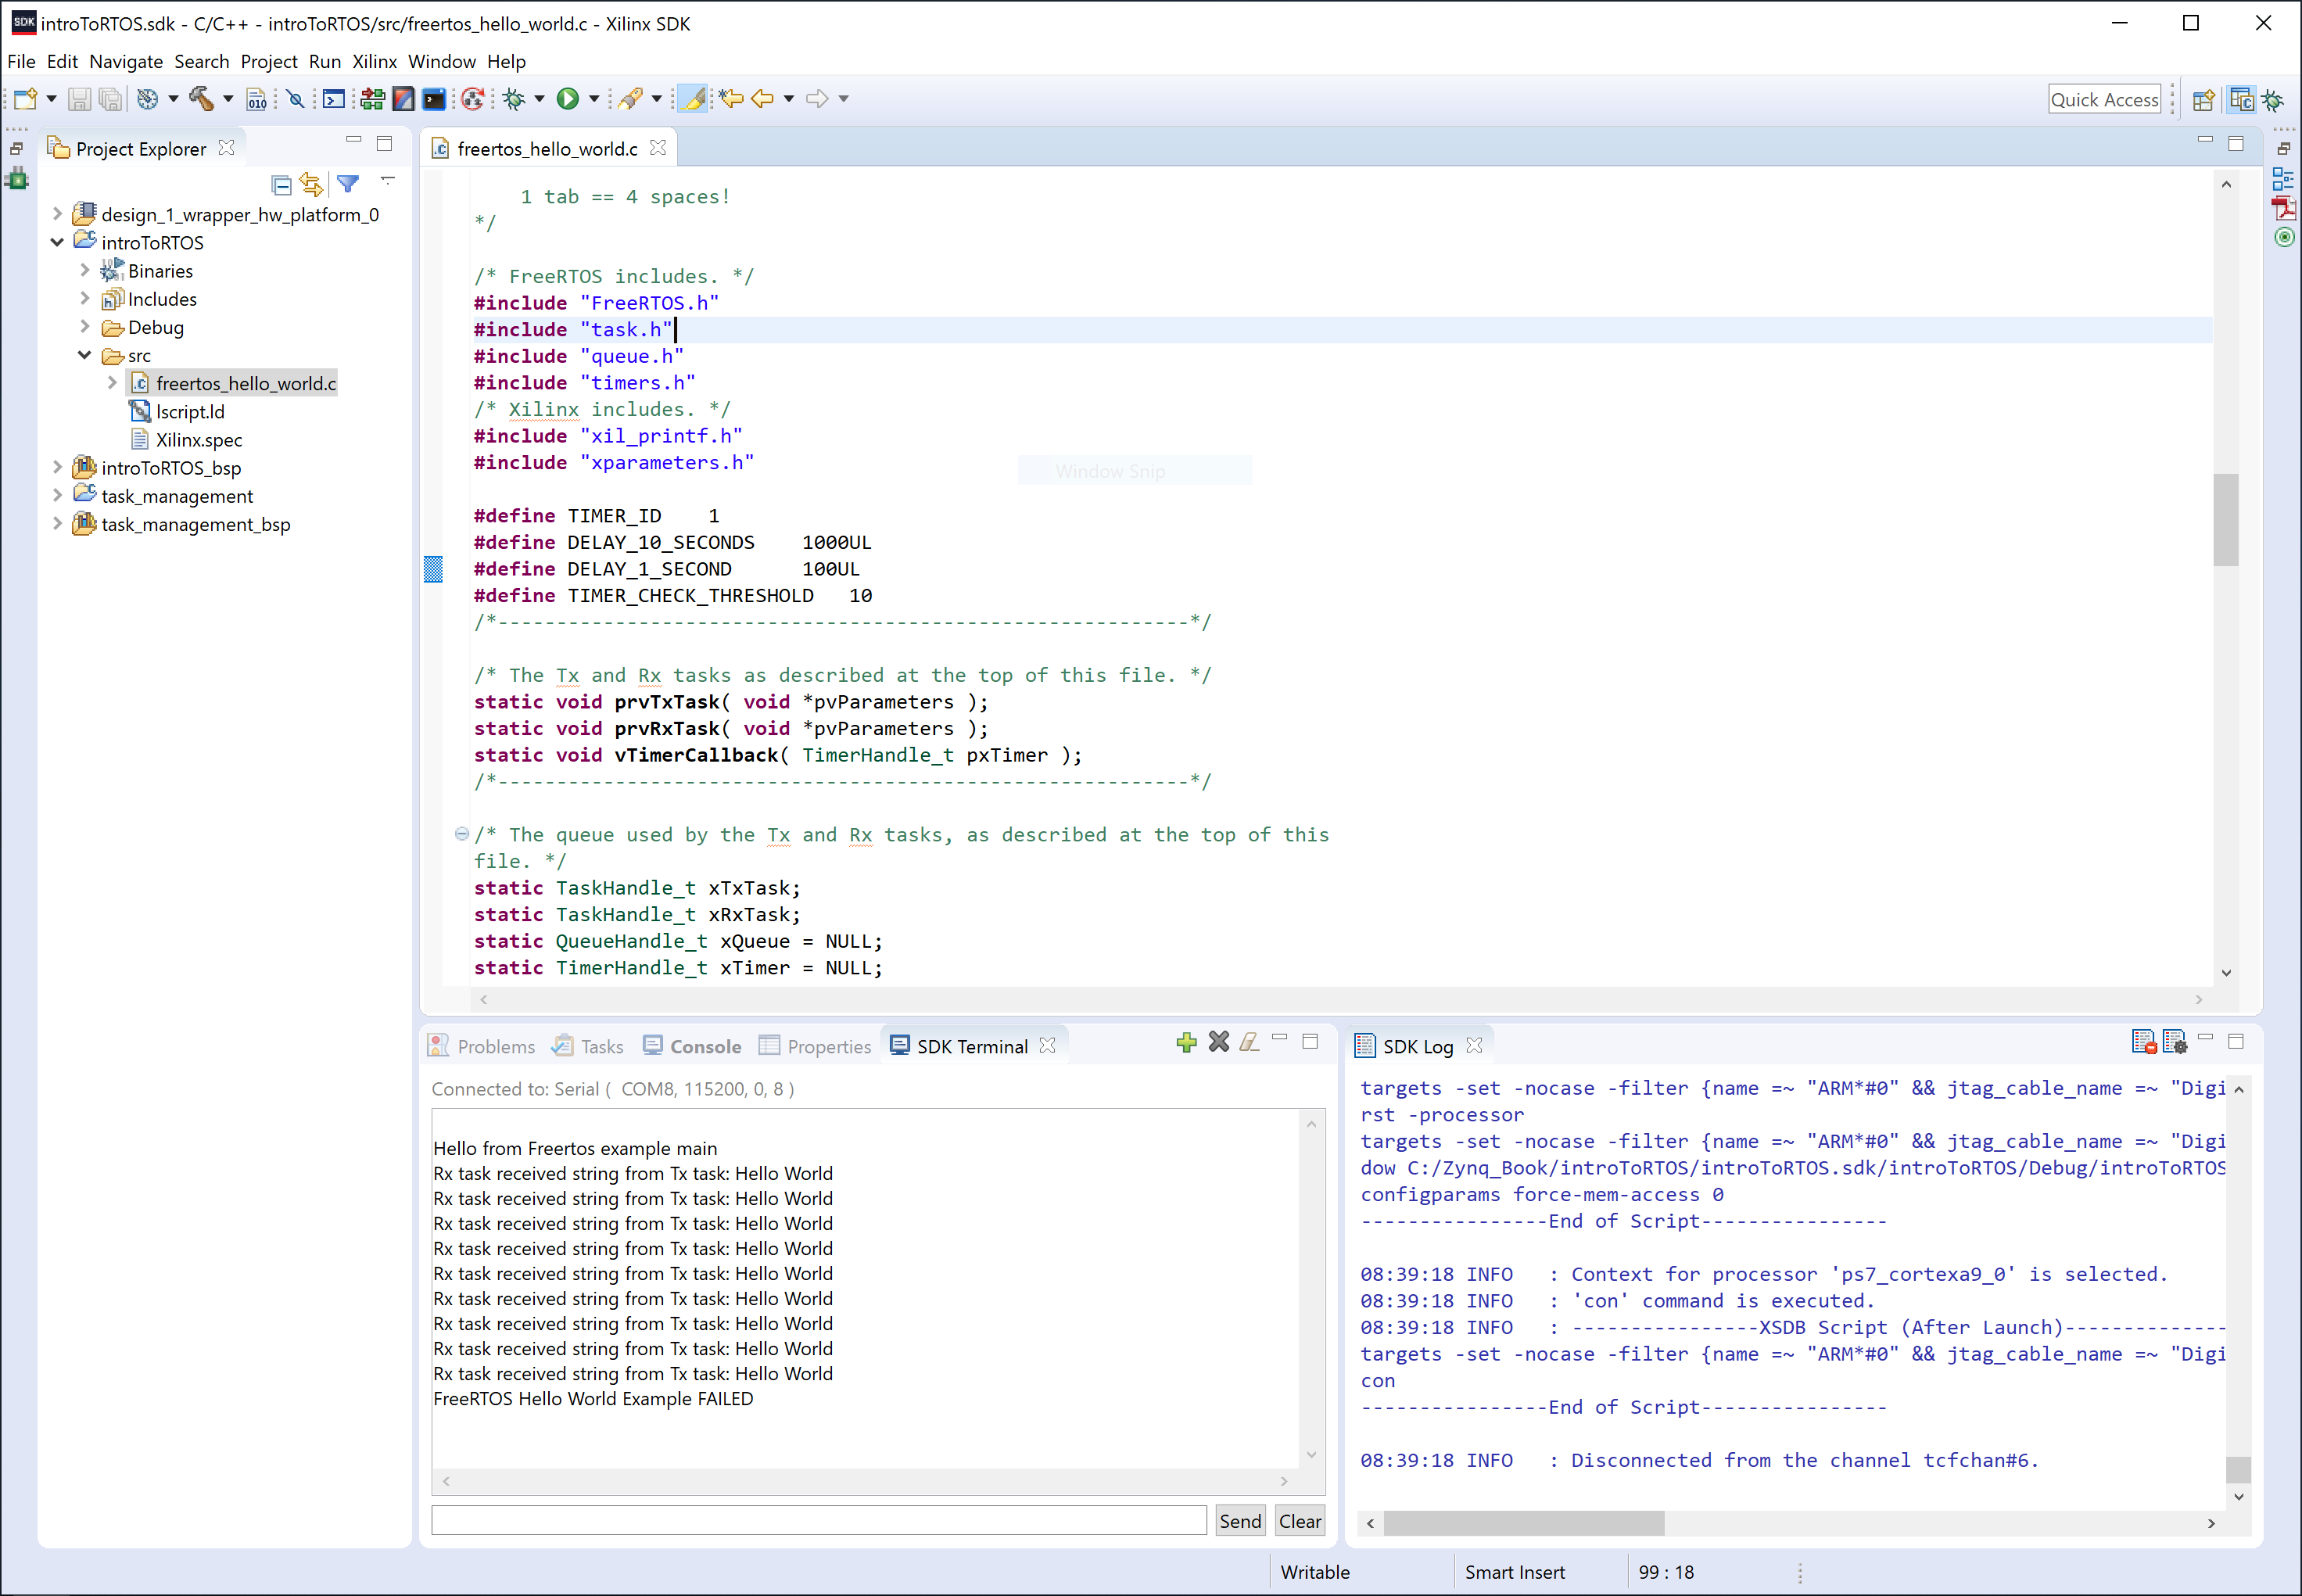 SDK introToRTOS.sdk - C/C++ - introToRTOS/src/freertos_hello_world.c - Xilinx SDK
File Edit Navigate Search Project Run Xilinx Window Help
010
Quick Access
Project Explorer
design_1_wrapper_hw_platform_0
introToRTOS
Binaries
Includes
Debug
src
freertos_hello_world.c
lscript.ld
Xilinx.spec
introToRTOS_bsp
task_management
task_management_bsp
freertos_hello_world.c
1 tab == 4 spaces!
*/
/* FreeRTOS includes. */
#include "FreeRTOS.h"
#include "task.h"
#include "queue.h"
#include "timers.h"
/* Xilinx includes. */
#include "xil_printf.h"
#include "xparameters.h"
Window Snip
#define TIMER_ID    1
#define DELAY_10_SECONDS    1000UL
#define DELAY_1_SECOND      100UL
#define TIMER_CHECK_THRESHOLD   10
/*-----------------------------------------------------------*/
/* The Tx and Rx tasks as described at the top of this file. */
static void prvTxTask( void *pvParameters );
static void prvRxTask( void *pvParameters );
static void vTimerCallback( TimerHandle_t pxTimer );
/*-----------------------------------------------------------*/
/* The queue used by the Tx and Rx tasks, as described at the top of this
file. */
static TaskHandle_t xTxTask;
static TaskHandle_t xRxTask;
static QueueHandle_t xQueue = NULL;
static TimerHandle_t xTimer = NULL;
Problems Tasks Console Properties SDK Terminal
Connected to: Serial ( COM8, 115200, 0, 8 )
Hello from Freertos example main
Rx task received string from Tx task: Hello World
Rx task received string from Tx task: Hello World
Rx task received string from Tx task: Hello World
Rx task received string from Tx task: Hello World
Rx task received string from Tx task: Hello World
Rx task received string from Tx task: Hello World
Rx task received string from Tx task: Hello World
Rx task received string from Tx task: Hello World
Rx task received string from Tx task: Hello World
FreeRTOS Hello World Example FAILED
Send Clear
SDK Log
targets -set -nocase -filter {name =~ "ARM*#0" && jtag_cable_name =~ "Digi
rst -processor
targets -set -nocase -filter {name =~ "ARM*#0" && jtag_cable_name =~ "Digi
dow C:/Zynq_Book/introToRTOS/introToRTOS.sdk/introToRTOS/Debug/introToRTOS
configparams force-mem-access 0
----------------End of Script----------------
08:39:18 INFO   : Context for processor 'ps7_cortexa9_0' is selected.
08:39:18 INFO   : 'con' command is executed.
08:39:18 INFO   : ----------------XSDB Script (After Launch)--------------
targets -set -nocase -filter {name =~ "ARM*#0" && jtag_cable_name =~ "Digi
con
----------------End of Script----------------
08:39:18 INFO   : Disconnected from the channel tcfchan#6.
Writable Smart Insert 99 : 18